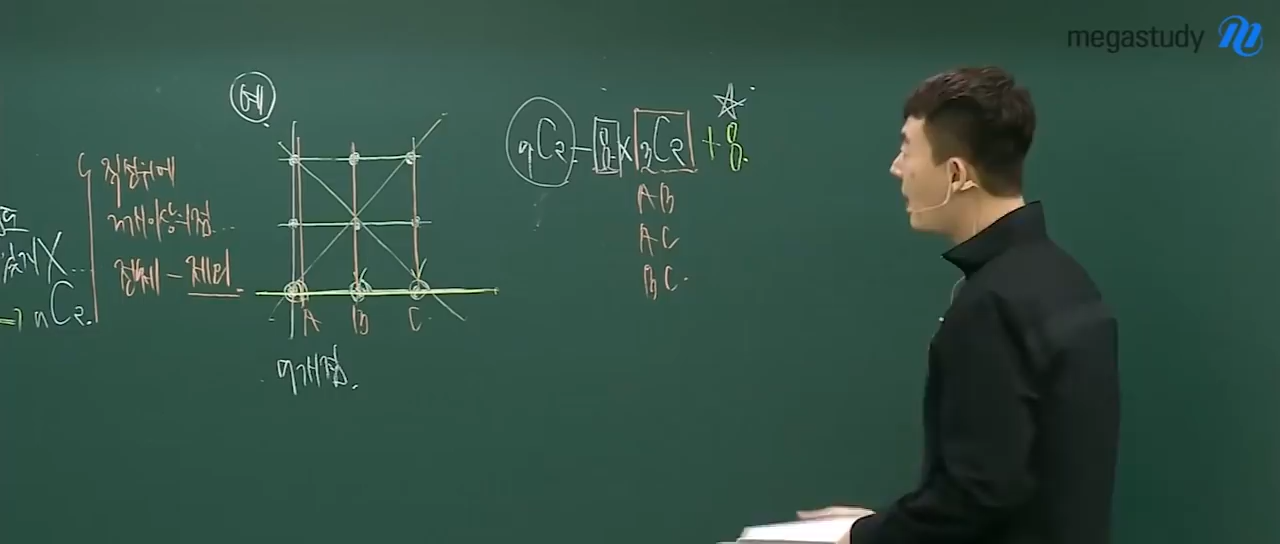 megastudy
예)
직선위에
n개이상의점...
전체 - 제외.
X...
⇒ nC₂.
A B C
9개점.
₉C₂ - 8 × ₃C₂ + 8.
A B
A C
B C.